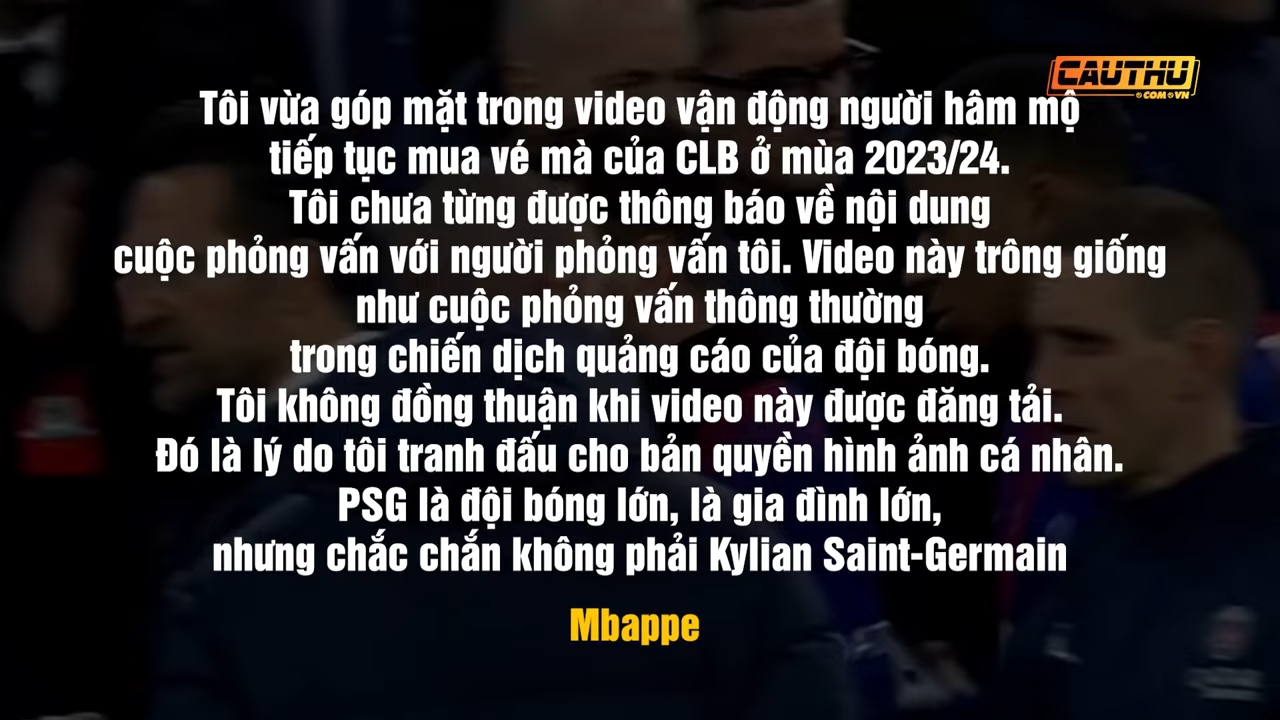 CAUTHU
COM.VN
Tôi vừa góp mặt trong video vận động người hâm mộ
tiếp tục mua vé mà của CLB ở mùa 2023/24.
Tôi chưa từng được thông báo về nội dung
cuộc phỏng vấn với người phỏng vấn tôi. Video này trông giống
như cuộc phỏng vấn thông thường
trong chiến dịch quảng cáo của đội bóng.
Tôi không đồng thuận khi video này được đăng tải.
Đó là lý do tôi tranh đấu cho bản quyền hình ảnh cá nhân.
PSG là đội bóng lớn, là gia đình lớn,
nhưng chắc chắn không phải Kylian Saint-Germain
Mbappe